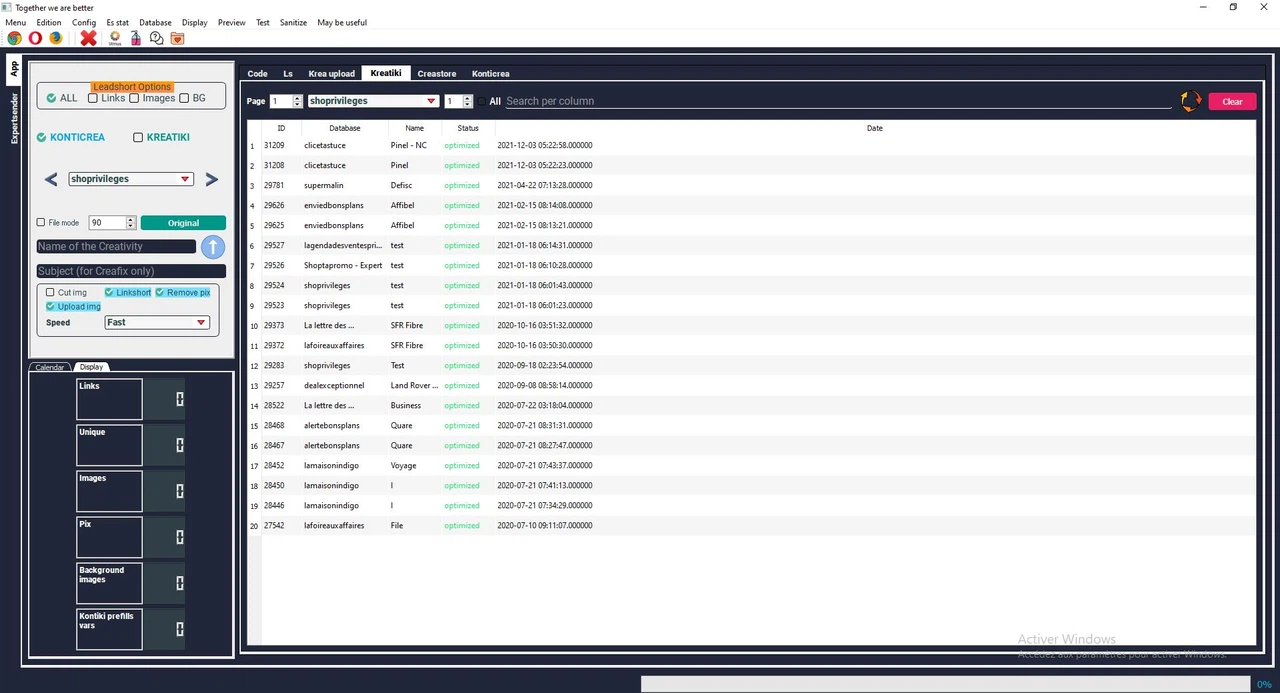 Together we are better
Menu Edition Config Es stat Database Display Preview Test Sanitize May be useful
App
Expertsender
Leadshort Options
ALL Links Images BG
KONTICREA KREATIKI
shoprivileges
File mode 90 Original
Name of the Creativity
Subject (for Creafix only)
Cut img Linkshort Remove pix
Upload img
Speed Fast
Calendar Display
Links 0
Unique 0
Images 0
Pix 0
Background images 0
Kontiki prefills vars 0
Code Ls Krea upload Kreatiki Creastore Konticrea
Page 1 shoprivileges 1 All Search per column Clear
ID Database Name Status Date
1 31209 clicetastuce Pinel - NC optimized 2021-12-03 05:22:58.000000
2 31208 clicetastuce Pinel optimized 2021-12-03 05:22:23.000000
3 29781 supermalin Defisc optimized 2021-04-22 07:13:28.000000
4 29626 enviedbonsplans Affibel optimized 2021-02-15 08:14:08.000000
5 29625 enviedbonsplans Affibel optimized 2021-02-15 08:13:21.000000
6 29527 lagendadesventespri... test optimized 2021-01-18 06:14:31.000000
7 29526 Shoptapromo - Expert test optimized 2021-01-18 06:10:28.000000
8 29524 shoprivileges test optimized 2021-01-18 06:01:43.000000
9 29523 shoprivileges test optimized 2021-01-18 06:01:23.000000
10 29373 La lettre des ... SFR Fibre optimized 2020-10-16 03:51:32.000000
11 29372 lafoireauxaffaires SFR Fibre optimized 2020-10-16 03:50:30.000000
12 29283 shoprivileges Test optimized 2020-09-18 02:23:54.000000
13 29257 dealexceptionnel Land Rover ... optimized 2020-09-08 08:58:14.000000
14 28522 La lettre des ... Business optimized 2020-07-22 03:18:04.000000
15 28468 alertebonsplans Quare optimized 2020-07-21 08:31:31.000000
16 28467 alertebonsplans Quare optimized 2020-07-21 08:27:47.000000
17 28452 lamaisonindigo Voyage optimized 2020-07-21 07:43:37.000000
18 28450 lamaisonindigo l optimized 2020-07-21 07:41:13.000000
19 28446 lamaisonindigo l optimized 2020-07-21 07:34:29.000000
20 27542 lafoireauxaffaires File optimized 2020-07-10 09:11:07.000000
Activer Windows
Accédez aux paramètres pour activer Windows.
0%